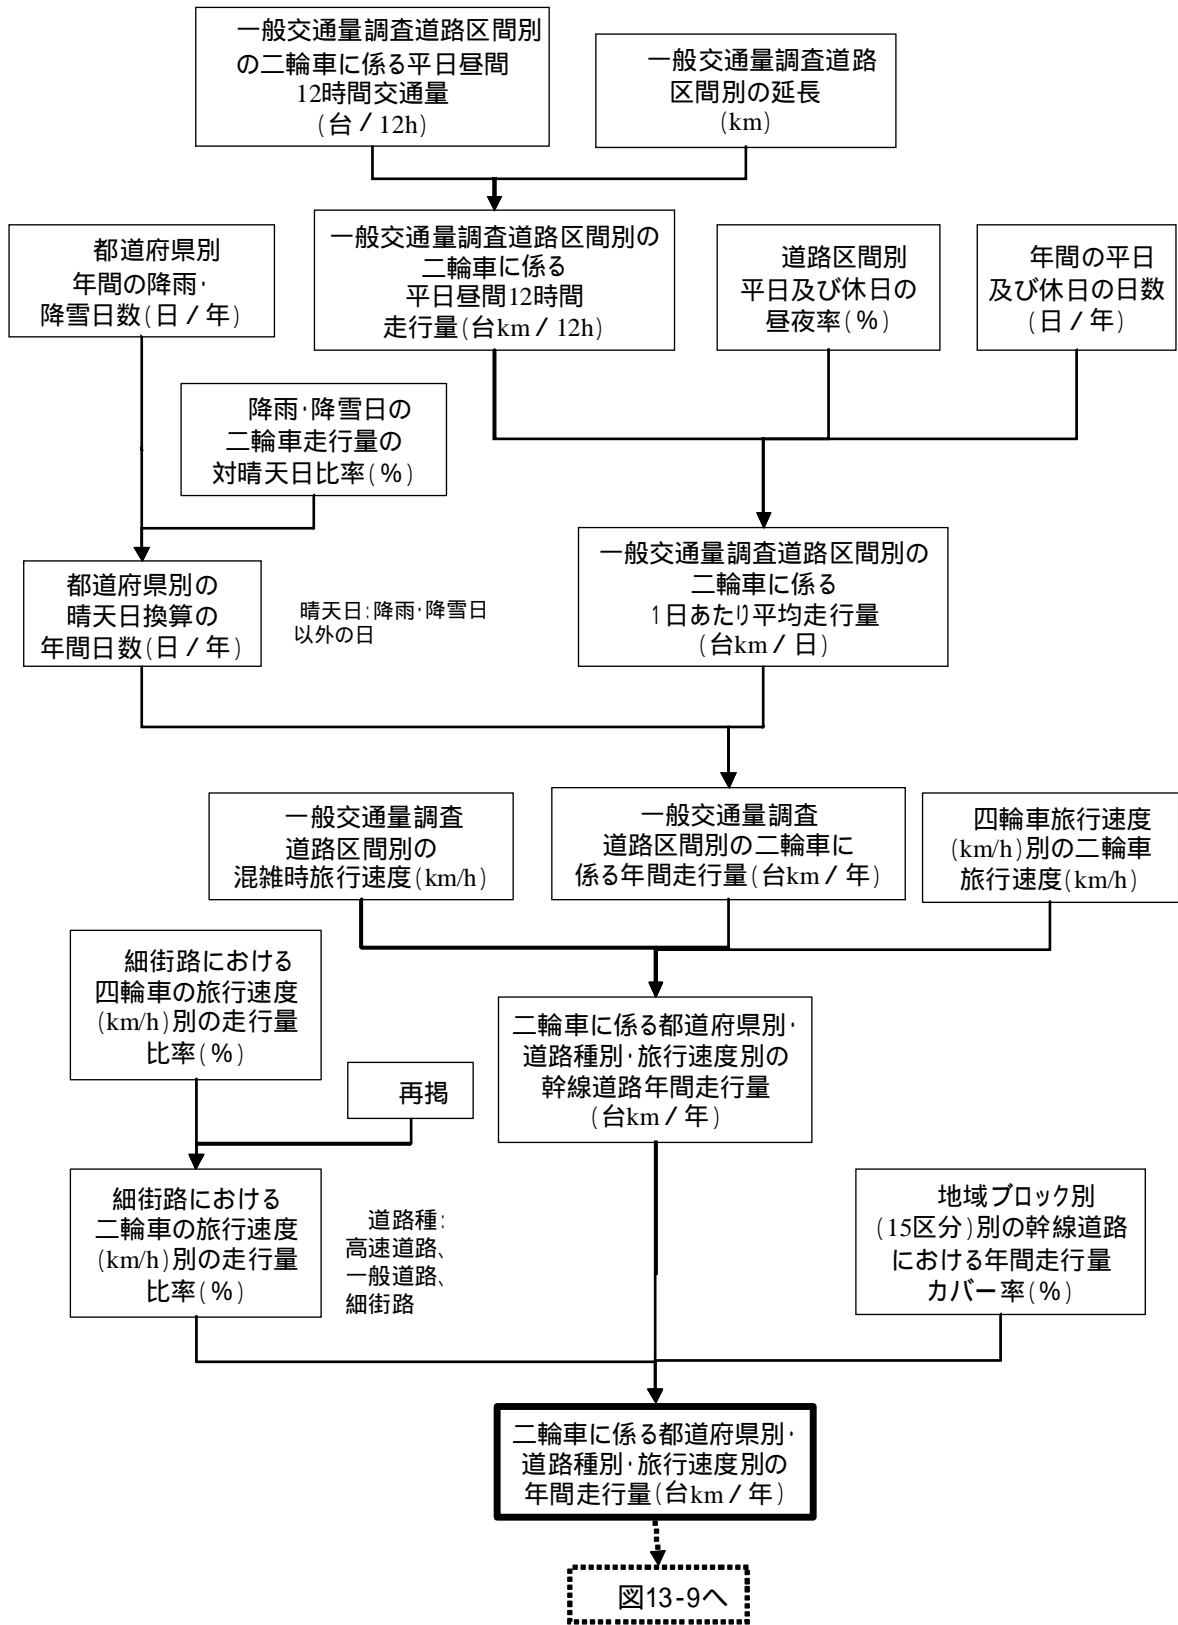 一般交通量調査道路区間別
の二輪車に係る平日昼間
12時間交通量
(台／12h)
一般交通量調査道路
区間別の延長
(km)
都道府県別
年間の降雨・
降雪日数(日／年)
一般交通量調査道路区間別の
二輪車に係る
平日昼間12時間
走行量(台km／12h)
道路区間別
平日及び休日の
昼夜率(%)
年間の平日
及び休日の日数
(日／年)
降雨・降雪日の
二輪車走行量の
対晴天日比率(%)
都道府県別の
晴天日換算の
年間日数(日／年)
晴天日:降雨・降雪日
以外の日
一般交通量調査道路区間別の
二輪車に係る
1日あたり平均走行量
(台km／日)
一般交通量調査
道路区間別の
混雑時旅行速度(km/h)
一般交通量調査
道路区間別の二輪車に
係る年間走行量(台km／年)
四輪車旅行速度
(km/h)別の二輪車
旅行速度(km/h)
細街路における
四輪車の旅行速度
(km/h)別の走行量
比率(%)
再掲
二輪車に係る都道府県別・
道路種別・旅行速度別の
幹線道路年間走行量
(台km／年)
細街路における
二輪車の旅行速度
(km/h)別の走行量
比率(%)
道路種:
高速道路、
一般道路、
細街路
地域ブロック別
(15区分)別の幹線道路
における年間走行量
カバー率(%)
二輪車に係る都道府県別・
道路種別・旅行速度別の
年間走行量(台km／年)
図13-9へ